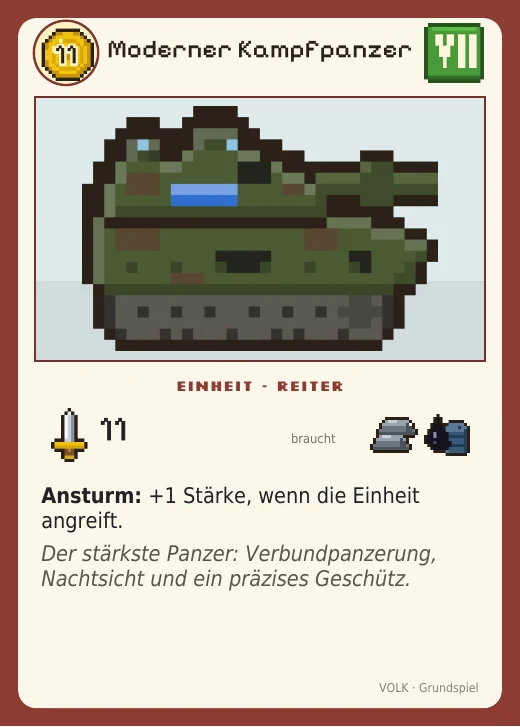 11 Moderner Kampfpanzer VII
EINHEIT - REITER
11 braucht
Ansturm: +1 Stärke, wenn die Einheit
angreift.
Der stärkste Panzer: Verbundpanzerung,
Nachtsicht und ein präzises Geschütz.
VOLK · Grundspiel